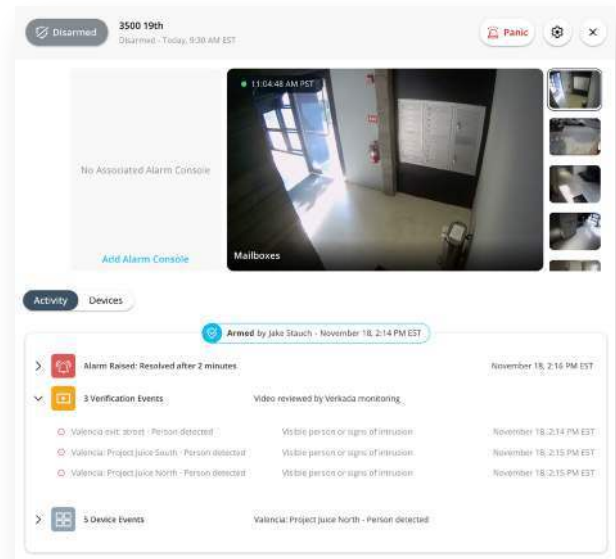 Disarmed
3500 19th
Disarmed - Today, 9:30 AM EST
Panic
11:04:48 AM PST
No Associated Alarm Console
Add Alarm Console
Mailboxes
Activity
Devices
Armed by Jake Stauch - November 18, 2:14 PM EST
Alarm Raised: Resolved after 2 minutes November 18, 2:16 PM EST
3 Verification Events Video reviewed by Verkada monitoring
Valencia exit: street - Person detected Visible person or signs of intrusion November 18, 2:14 PM EST
Valencia: Project Juice South - Person detected Visible person or signs of intrusion November 18, 2:15 PM EST
Valencia: Project Juice North - Person detected Visible person or signs of intrusion November 18, 2:15 PM EST
5 Device Events Valencia: Project Juice North - Person detected